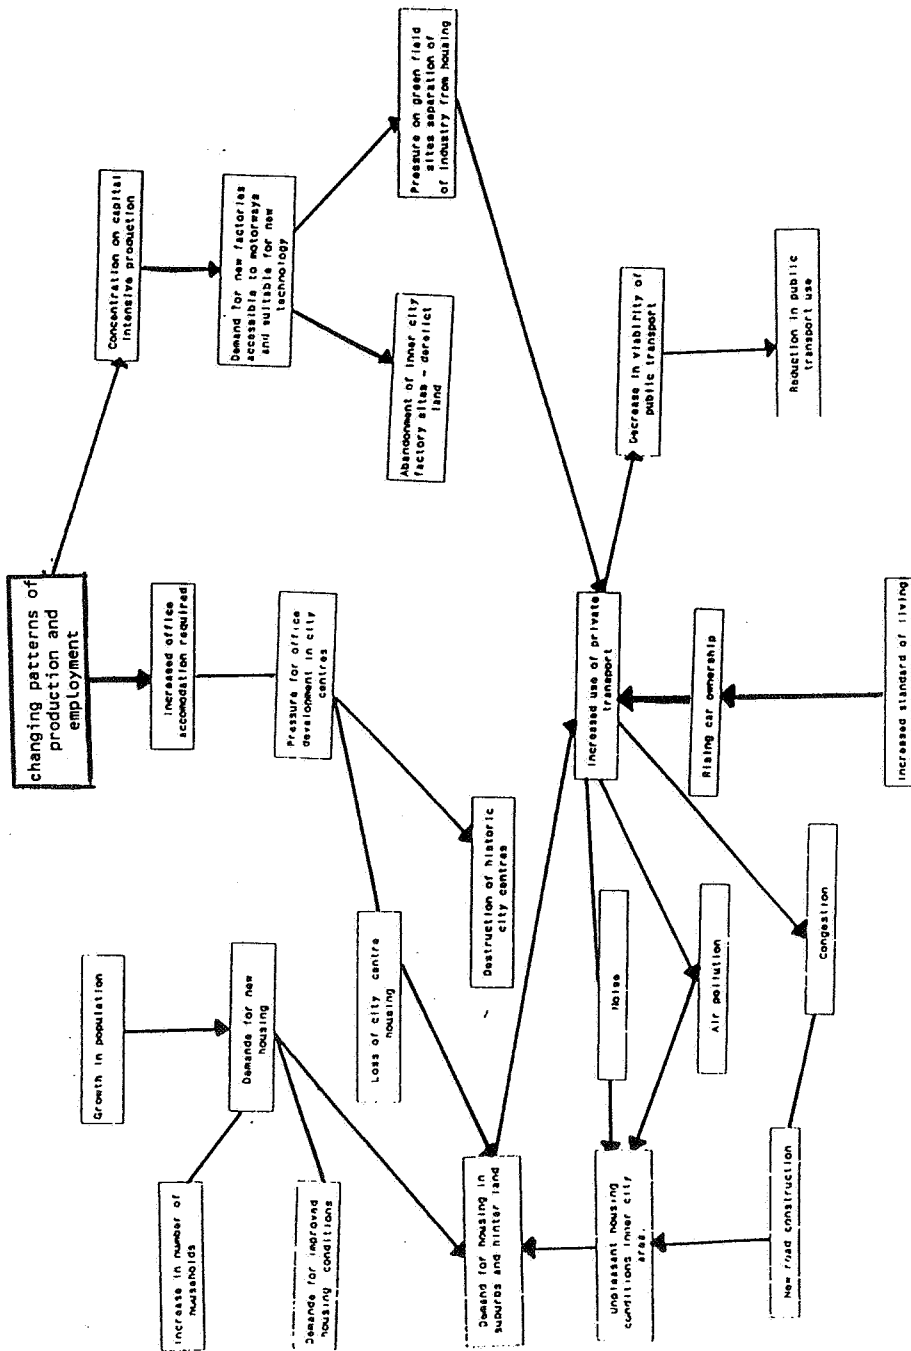 changing patterns of
production and
employment
Growth in population
Increased office
accomodation required
Concentration on capital
intensive production
Increase in number of
households
Demande for new
housing
Pressure for office
development in city
centres
Demand for new factories
accessible to motorways
and suitable for new
technology
Demande for improved
housing conditions
Loss of city centre
housing
Abandonment of inner city
factory sites - derelict
land
Pressure on green field
sites separation of
of industry from housing
Demand for housing in
suburbs and hinter land
Destruction of historic
city centres
Unpleasant housing
conditions inner city
area.
Noise
Increased use of private
transport
Decrease in viability of
public transport
Air pollution
Rising car ownership
Reduction in public
transport use
New road construction
Congestion
Increased standard of living